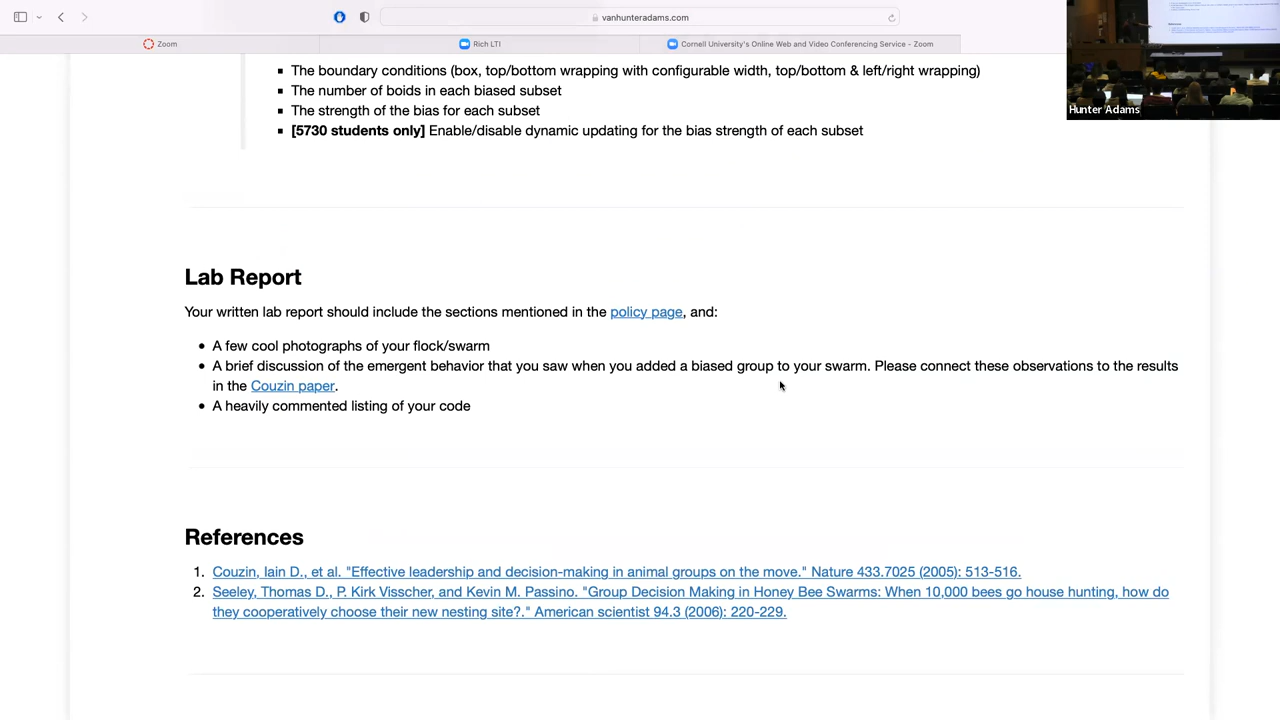 vanhunteradams.com
Zoom
Rich LTI
Cornell University's Online Web and Video Conferencing Service - Zoom
Hunter Adams
▪ The boundary conditions (box, top/bottom wrapping with configurable width, top/bottom & left/right wrapping)
▪ The number of boids in each biased subset
▪ The strength of the bias for each subset
▪ [5730 students only] Enable/disable dynamic updating for the bias strength of each subset
Lab Report
Your written lab report should include the sections mentioned in the policy page, and:
• A few cool photographs of your flock/swarm
• A brief discussion of the emergent behavior that you saw when you added a biased group to your swarm. Please connect these observations to the results
in the Couzin paper.
• A heavily commented listing of your code
References
1. Couzin, Iain D., et al. "Effective leadership and decision-making in animal groups on the move." Nature 433.7025 (2005): 513-516.
2. Seeley, Thomas D., P. Kirk Visscher, and Kevin M. Passino. "Group Decision Making in Honey Bee Swarms: When 10,000 bees go house hunting, how do
they cooperatively choose their new nesting site?." American scientist 94.3 (2006): 220-229.